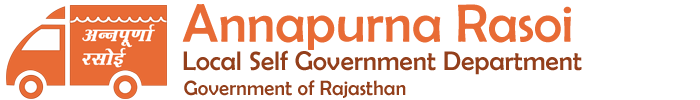 अन्नपूर्णा
रसोई
Annapurna Rasoi
Local Self Government Department
Government of Rajasthan